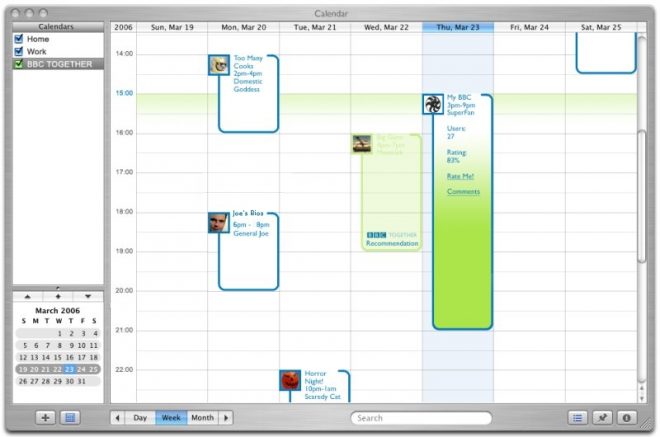 Calendar
Calendars
Home
Work
BBC TOGETHER
2006
Sun, Mar 19
Mon, Mar 20
Tue, Mar 21
Wed, Mar 22
Thu, Mar 23
Fri, Mar 24
Sat, Mar 25
14:00
15:00
16:00
17:00
18:00
19:00
20:00
21:00
22:00
Too Many
Cooks
2pm-4pm
Domestic
Goddess
Joe's Bios
6pm - 8pm
General Joe
Horror
Night!
10pm-1am
Scaredy Cat
BBC TOGETHER
Recommendation
My BBC
3pm-9pm
SuperFan
Users:
27
Rating:
83%
Rate Me!
Comments
March 2006
S M T W T F S
1 2 3 4
5 6 7 8 9 10 11
12 13 14 15 16 17 18
19 20 21 22 23 24 25
26 27 28 29 30 31
Day
Week
Month
Search